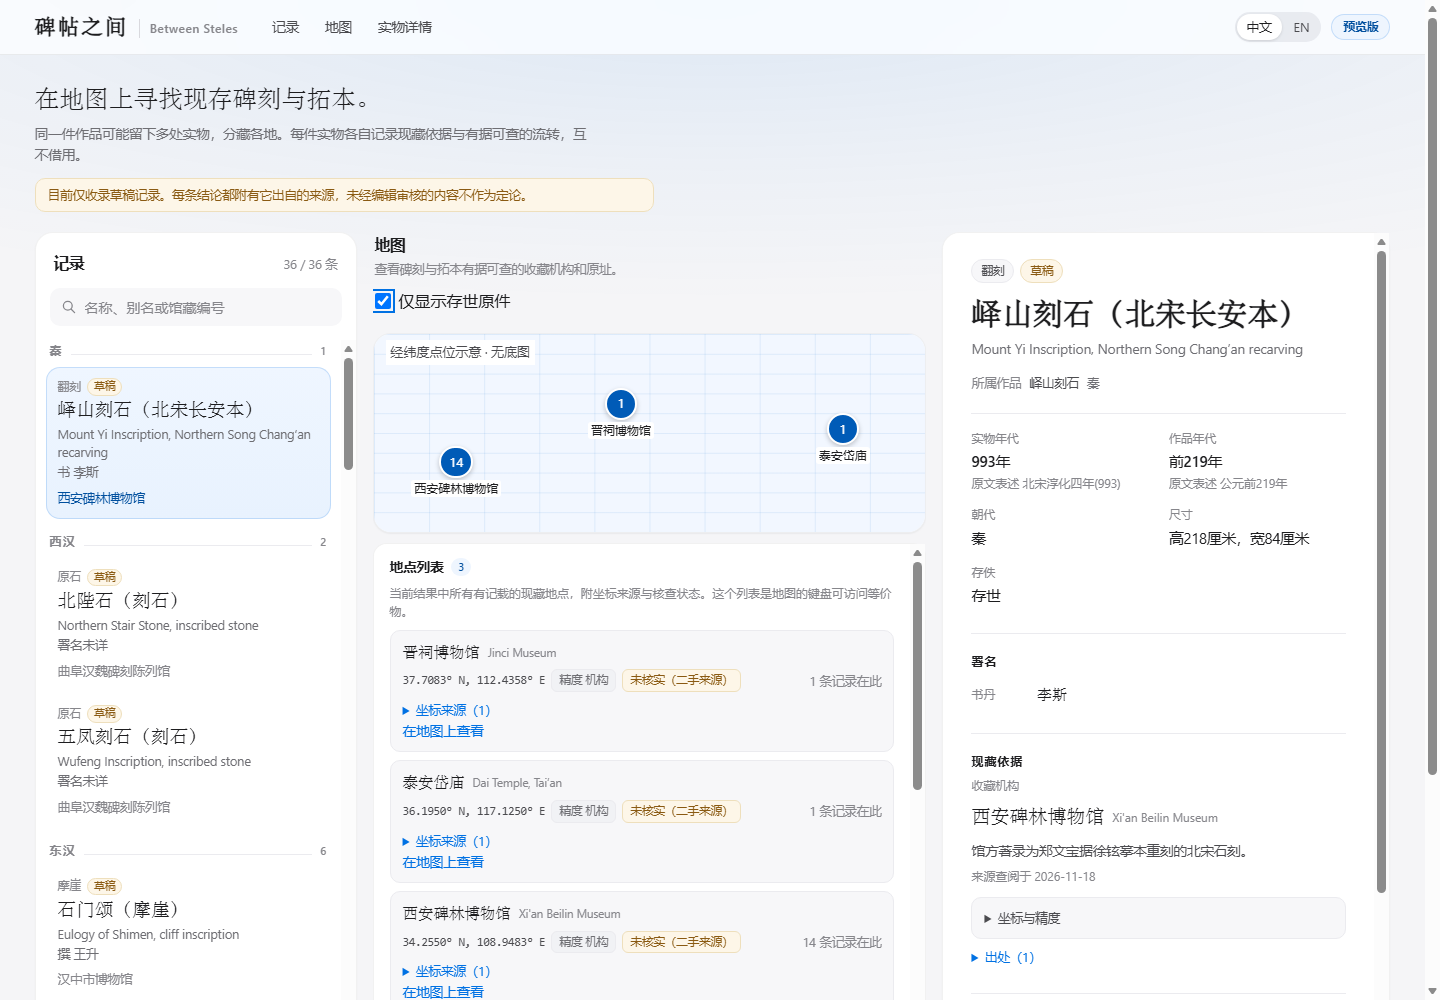 碑帖之间
Between Steles
记录
地图
实物详情
中文
EN
预览版
在地图上寻找现存碑刻与拓本。
同一件作品可能留下多处实物，分藏各地。每件实物各自记录现藏依据与有据可查的流转，互
不借用。
目前仅收录草稿记录。每条结论都附有它出自的来源，未经编辑审核的内容不作为定论。
记录
36 / 36 条
名称、别名或馆藏编号
秦
1
翻刻 草稿
峄山刻石（北宋长安本）
Mount Yi Inscription, Northern Song Chang'an
recarving
书 李斯
西安碑林博物馆
西汉
2
原石 草稿
北陛石（刻石）
Northern Stair Stone, inscribed stone
署名未详
曲阜汉魏碑刻陈列馆
原石 草稿
五凤刻石（刻石）
Wufeng Inscription, inscribed stone
署名未详
曲阜汉魏碑刻陈列馆
东汉
6
摩崖 草稿
石门颂（摩崖）
Eulogy of Shimen, cliff inscription
撰 王升
汉中市博物馆
地图
查看碑刻与拓本有据可查的收藏机构和原址。
仅显示存世原件
经纬度点位示意 · 无底图
1
晋祠博物馆
1
泰安岱庙
14
西安碑林博物馆
地点列表 3
当前结果中所有有记载的现藏地点，附坐标来源与核查状态。这个列表是地图的键盘可访问等价
物。
晋祠博物馆 Jinci Museum
37.7083° N, 112.4358° E 精度 机构 未核实（二手来源） 1 条记录在此
▶ 坐标来源（1）
在地图上查看
泰安岱庙 Dai Temple, Tai'an
36.1950° N, 117.1250° E 精度 机构 未核实（二手来源） 1 条记录在此
▶ 坐标来源（1）
在地图上查看
西安碑林博物馆 Xi'an Beilin Museum
34.2550° N, 108.9483° E 精度 机构 未核实（二手来源） 14 条记录在此
▶ 坐标来源（1）
在地图上查看
翻刻 草稿
峄山刻石（北宋长安本）
Mount Yi Inscription, Northern Song Chang'an recarving
所属作品 峄山刻石 秦
实物年代
993年
原文表述 北宋淳化四年(993)
作品年代
前219年
原文表述 公元前219年
朝代
秦
尺寸
高218厘米，宽84厘米
存佚
存世
署名
书丹 李斯
现藏依据
收藏机构
西安碑林博物馆 Xi'an Beilin Museum
馆方著录为郑文宝据徐铉摹本重刻的北宋石刻。
来源查阅于 2026-11-18
▶ 坐标与精度
▶ 出处（1）